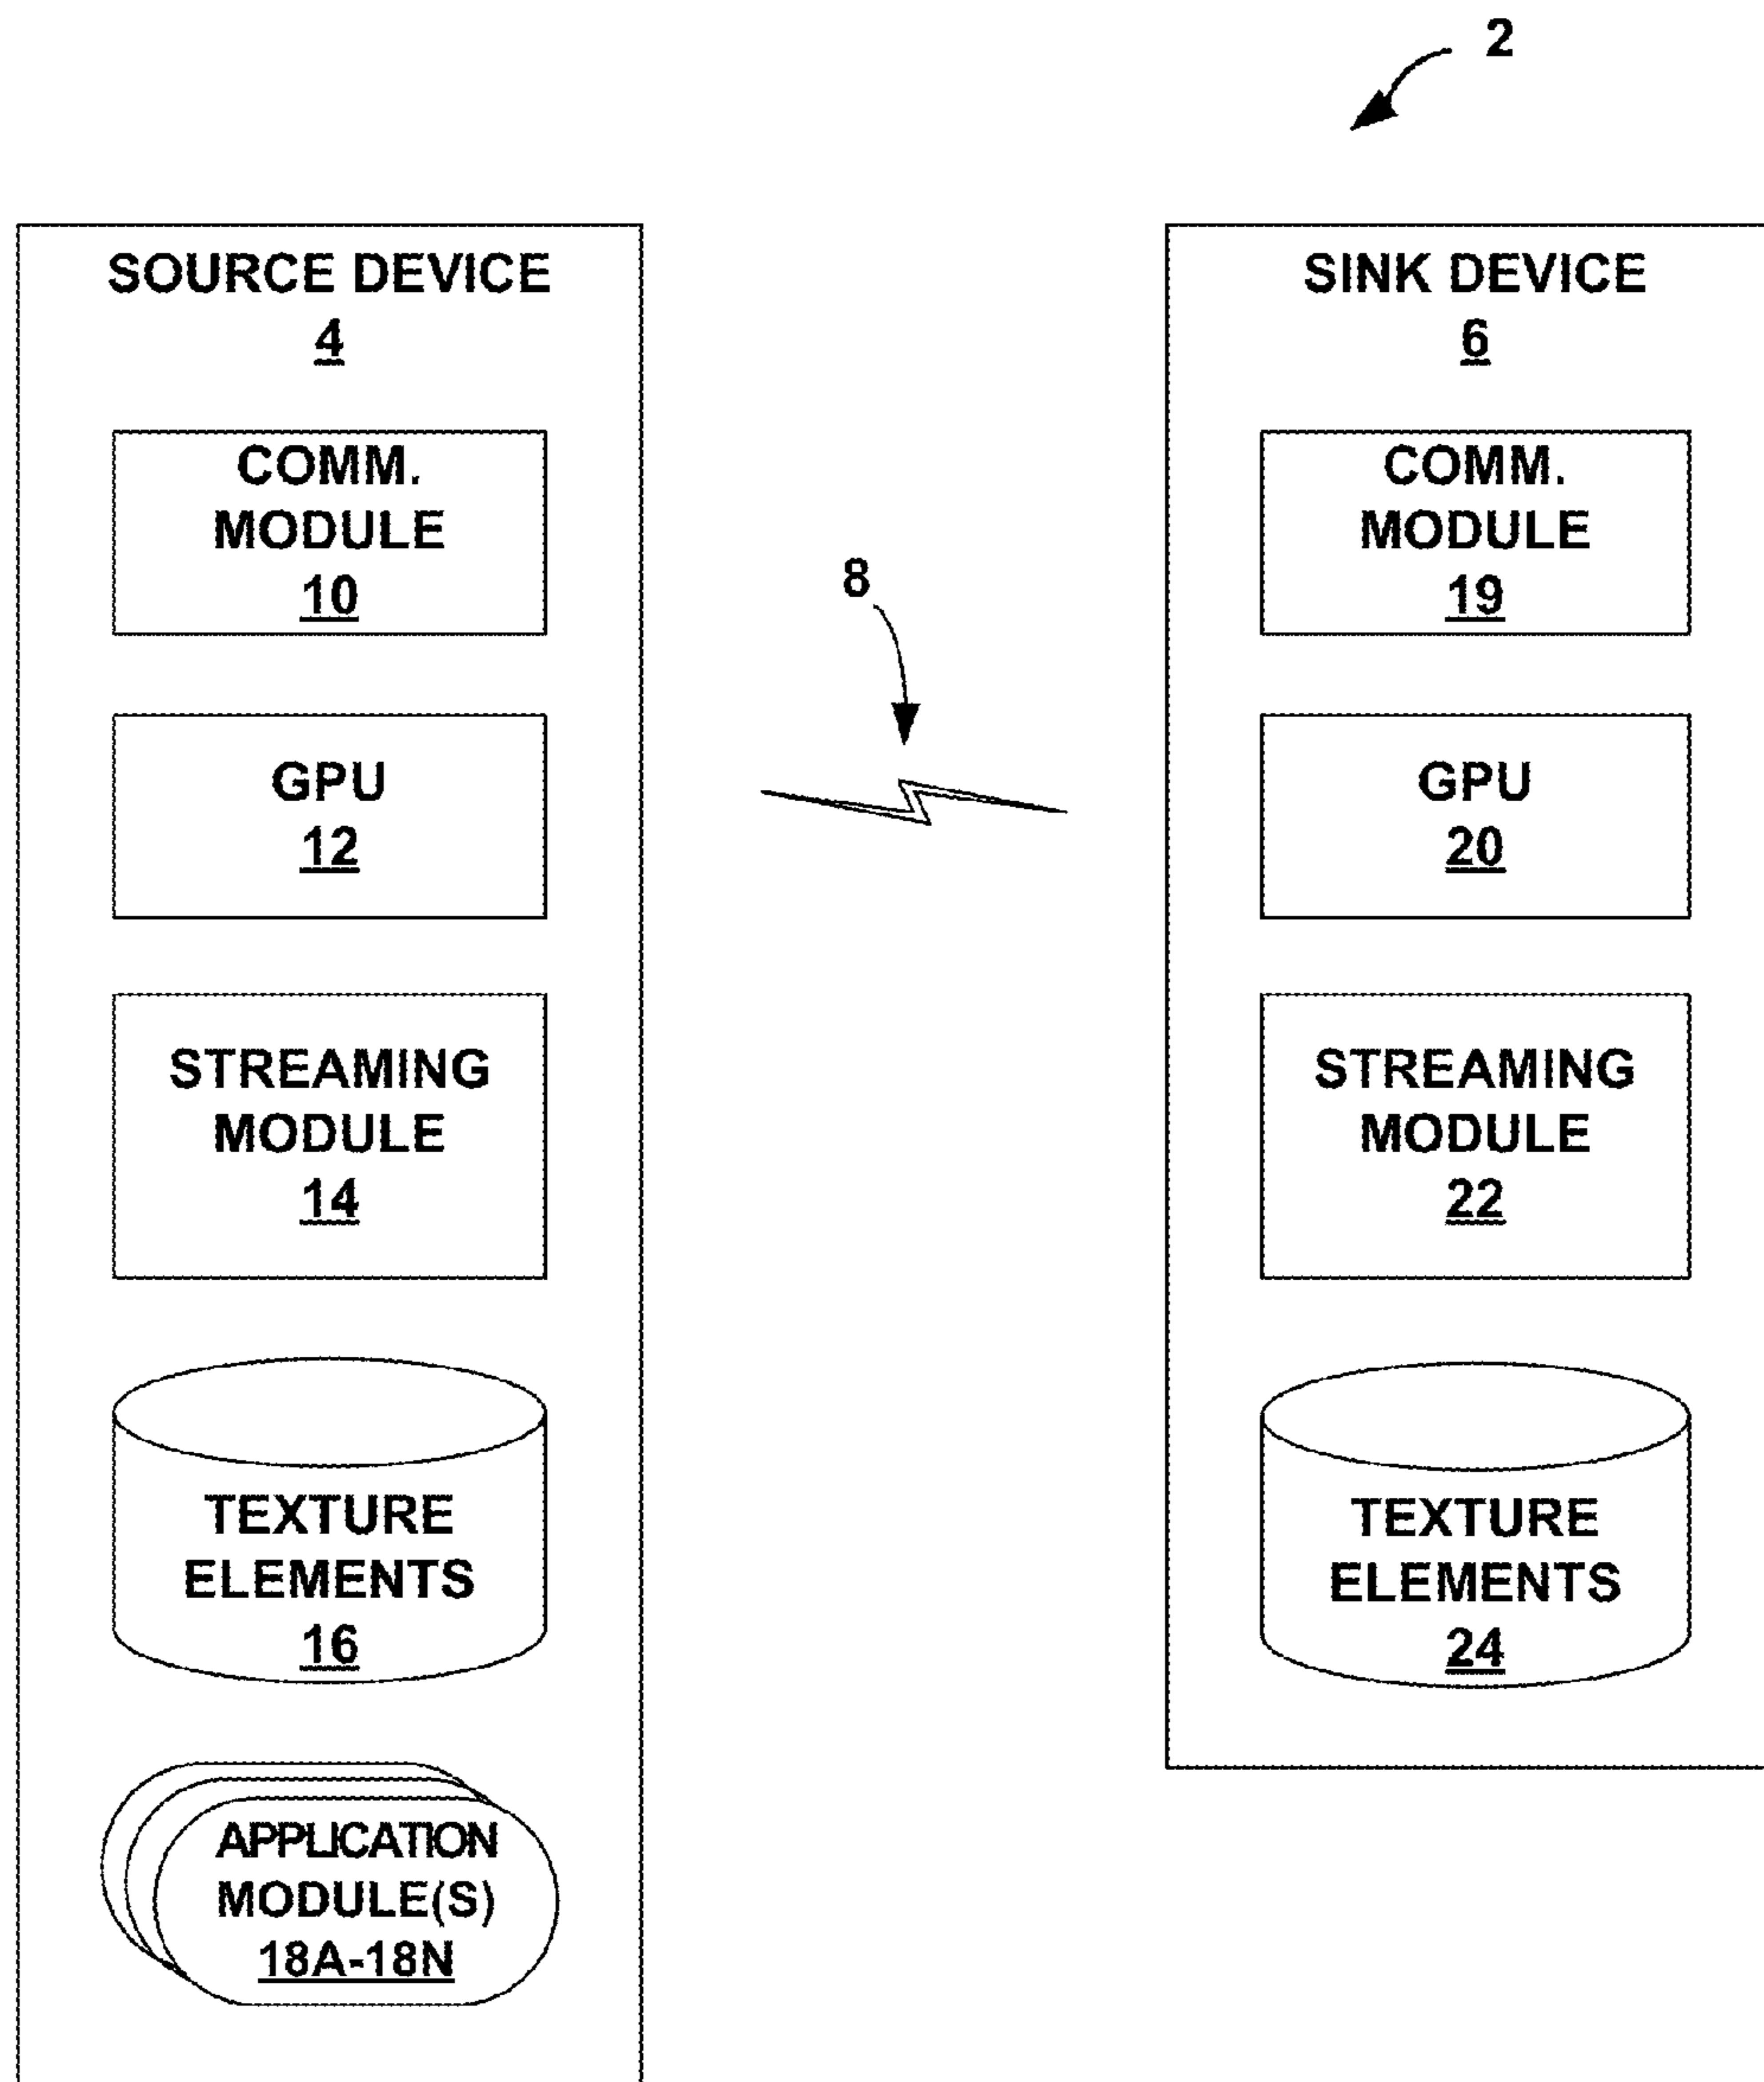 2
SOURCE DEVICE
4
COMM.
MODULE
10
GPU
12
STREAMING
MODULE
14
TEXTURE
ELEMENTS
16
APPLICATION
MODULE(S)
18A-18N
8
SINK DEVICE
6
COMM.
MODULE
19
GPU
20
STREAMING
MODULE
22
TEXTURE
ELEMENTS
24